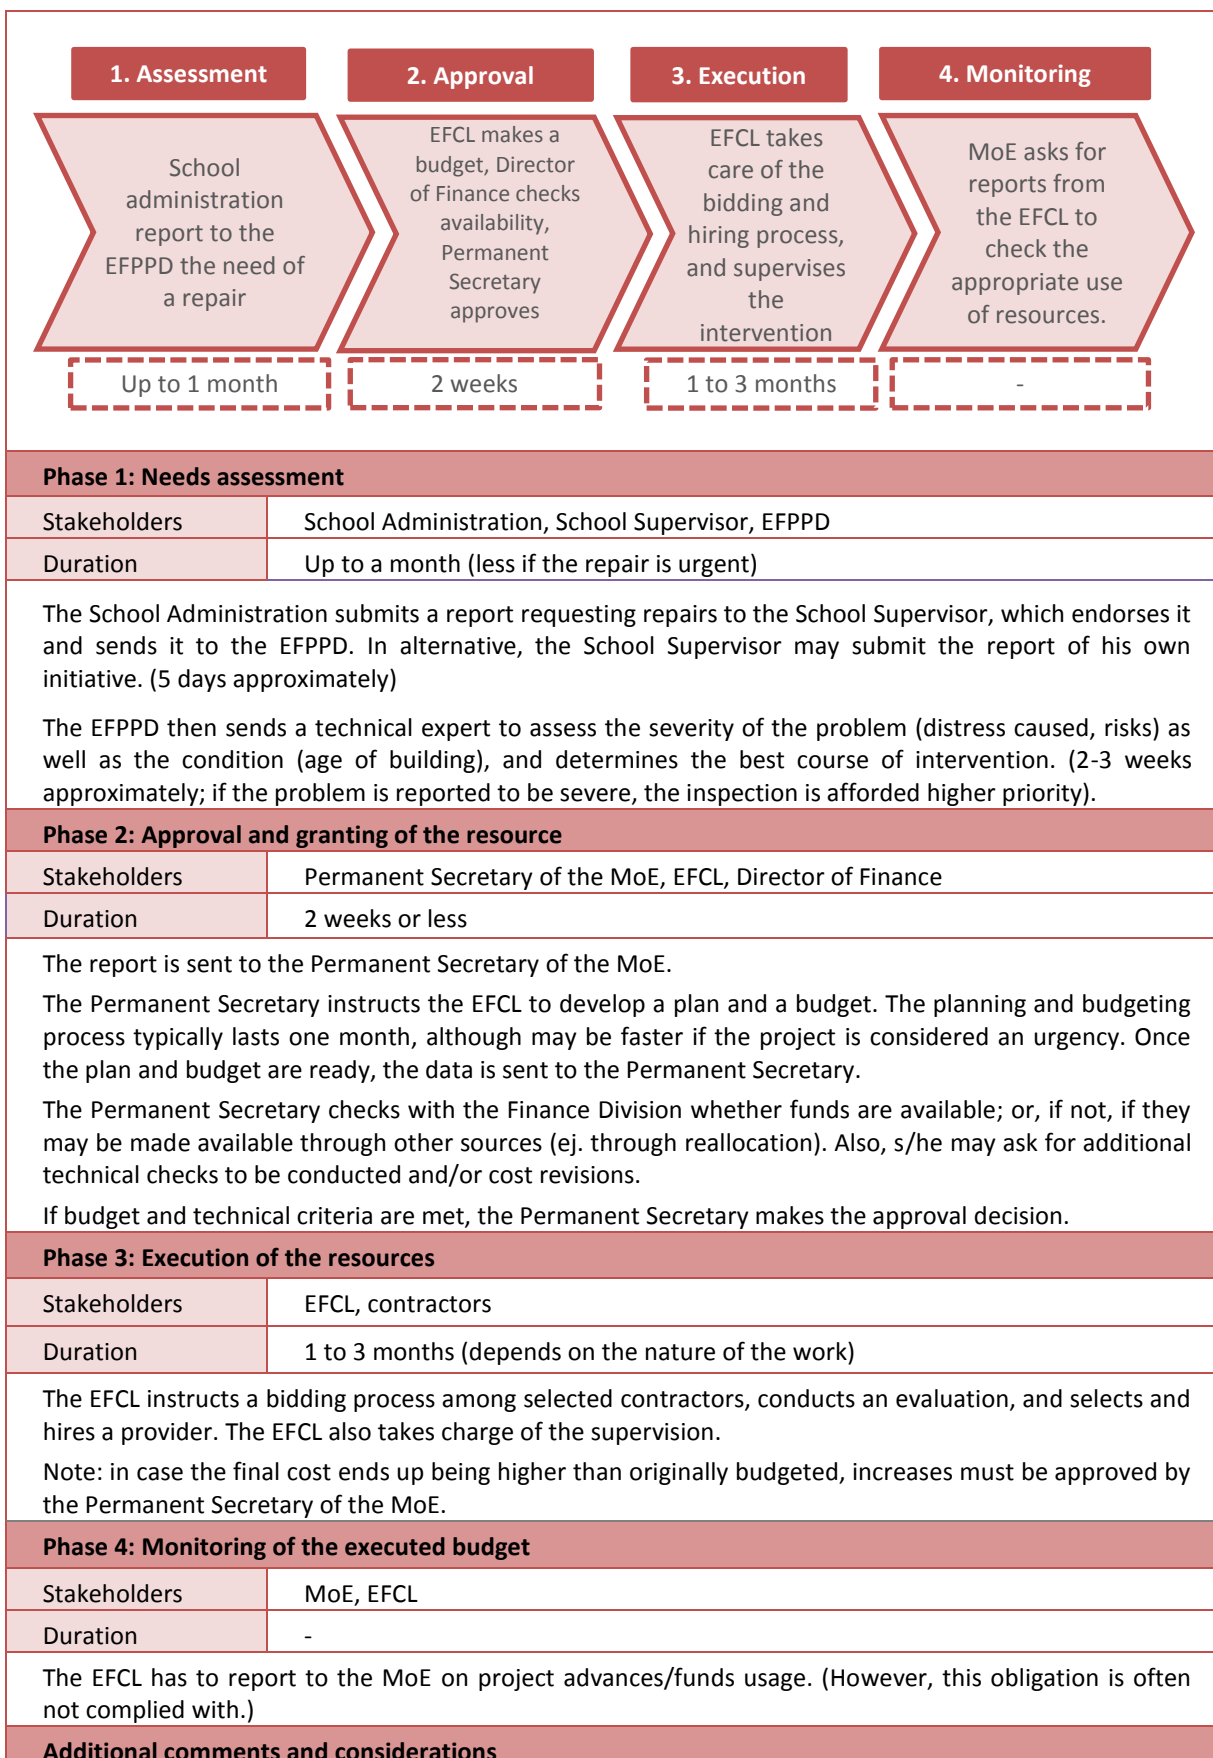 1. Assessment
2. Approval
3. Execution
4. Monitoring
School
administration
report to the
EFPPD the need of
a repair
EFCL makes a
budget, Director
of Finance checks
availability,
Permanent
Secretary
approves
EFCL takes
care of the
bidding and
hiring process,
and supervises
the
intervention
MoE asks for
reports from
the EFCL to
check the
appropriate use
of resources.
Up to 1 month
2 weeks
1 to 3 months
-
Phase 1: Needs assessment
Stakeholders School Administration, School Supervisor, EFPPD
Duration Up to a month (less if the repair is urgent)
The School Administration submits a report requesting repairs to the School Supervisor, which endorses it
and sends it to the EFPPD. In alternative, the School Supervisor may submit the report of his own
initiative. (5 days approximately)
The EFPPD then sends a technical expert to assess the severity of the problem (distress caused, risks) as
well as the condition (age of building), and determines the best course of intervention. (2-3 weeks
approximately; if the problem is reported to be severe, the inspection is afforded higher priority).
Phase 2: Approval and granting of the resource
Stakeholders Permanent Secretary of the MoE, EFCL, Director of Finance
Duration 2 weeks or less
The report is sent to the Permanent Secretary of the MoE.
The Permanent Secretary instructs the EFCL to develop a plan and a budget. The planning and budgeting
process typically lasts one month, although may be faster if the project is considered an urgency. Once
the plan and budget are ready, the data is sent to the Permanent Secretary.
The Permanent Secretary checks with the Finance Division whether funds are available; or, if not, if they
may be made available through other sources (ej. through reallocation). Also, s/he may ask for additional
technical checks to be conducted and/or cost revisions.
If budget and technical criteria are met, the Permanent Secretary makes the approval decision.
Phase 3: Execution of the resources
Stakeholders EFCL, contractors
Duration 1 to 3 months (depends on the nature of the work)
The EFCL instructs a bidding process among selected contractors, conducts an evaluation, and selects and
hires a provider. The EFCL also takes charge of the supervision.
Note: in case the final cost ends up being higher than originally budgeted, increases must be approved by
the Permanent Secretary of the MoE.
Phase 4: Monitoring of the executed budget
Stakeholders MoE, EFCL
Duration -
The EFCL has to report to the MoE on project advances/funds usage. (However, this obligation is often
not complied with.)
Additional comments and considerations